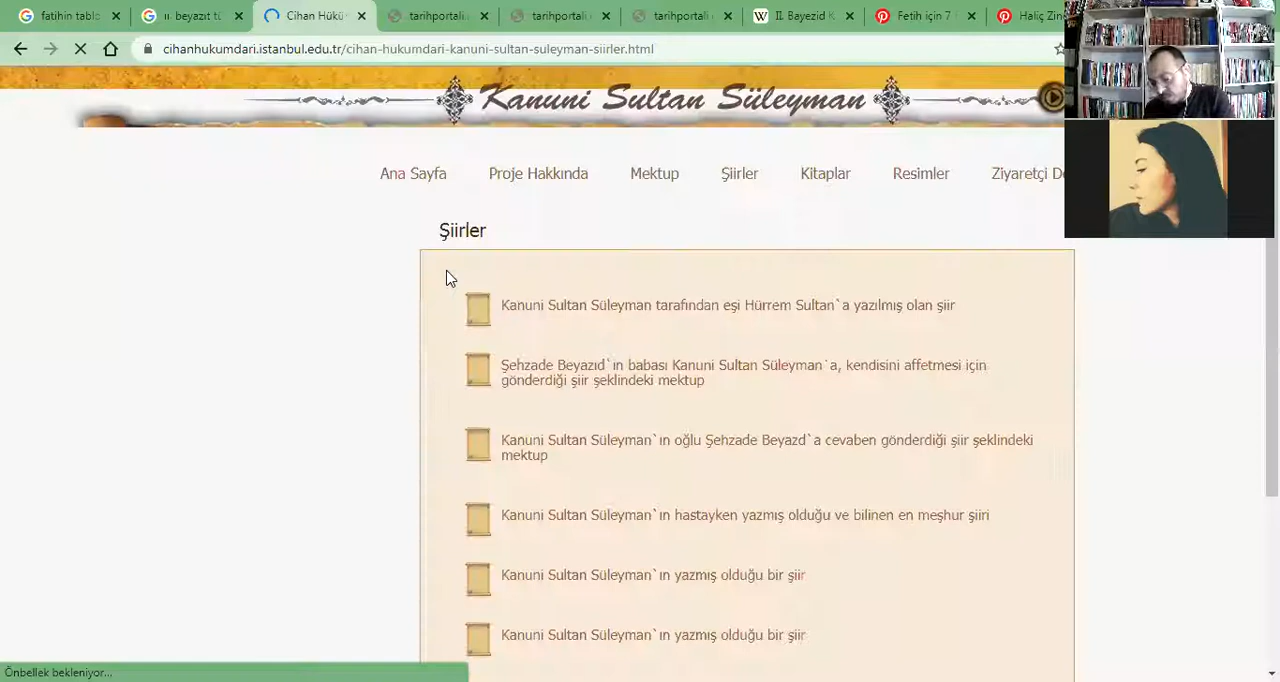 fatihin tablo
ıı. beyazıt tü
Cihan Hükü
tarihportali
tarihportali
tarihportali
II. Bayezid K
Fetih için 7
Haliç Zinc
cihanhukumdari.istanbul.edu.tr/cihan-hukumdari-kanuni-sultan-suleyman-siirler.html
Kanuni Sultan Süleyman
Ana Sayfa
Proje Hakkında
Mektup
Şiirler
Kitaplar
Resimler
Ziyaretçi De
Şiirler
Kanuni Sultan Süleyman tarafından eşi Hürrem Sultan`a yazılmış olan şiir
Şehzade Beyazıd`ın babası Kanuni Sultan Süleyman`a, kendisini affetmesi için
gönderdiği şiir şeklindeki mektup
Kanuni Sultan Süleyman`ın oğlu Şehzade Beyazd`a cevaben gönderdiği şiir şeklindeki
mektup
Kanuni Sultan Süleyman`ın hastayken yazmış olduğu ve bilinen en meşhur şiiri
Kanuni Sultan Süleyman`ın yazmış olduğu bir şiir
Kanuni Sultan Süleyman`ın yazmış olduğu bir şiir
Önbellek bekleniyor...